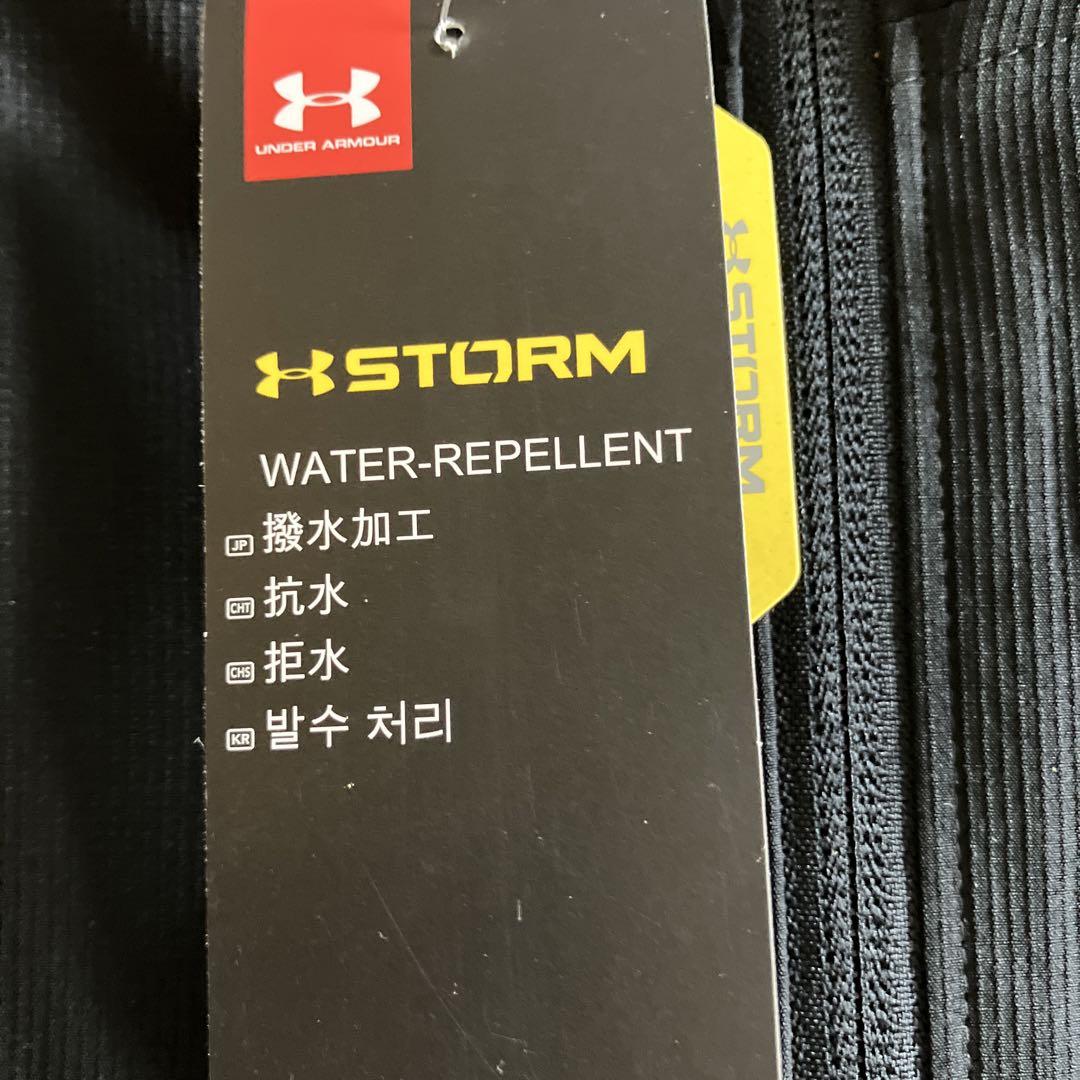 UNDER ARMOUR
STORM
WATER-REPELLENT
JP 撥水加工
CHT 抗水
CHS 拒水
KR 발수 처리
STORM